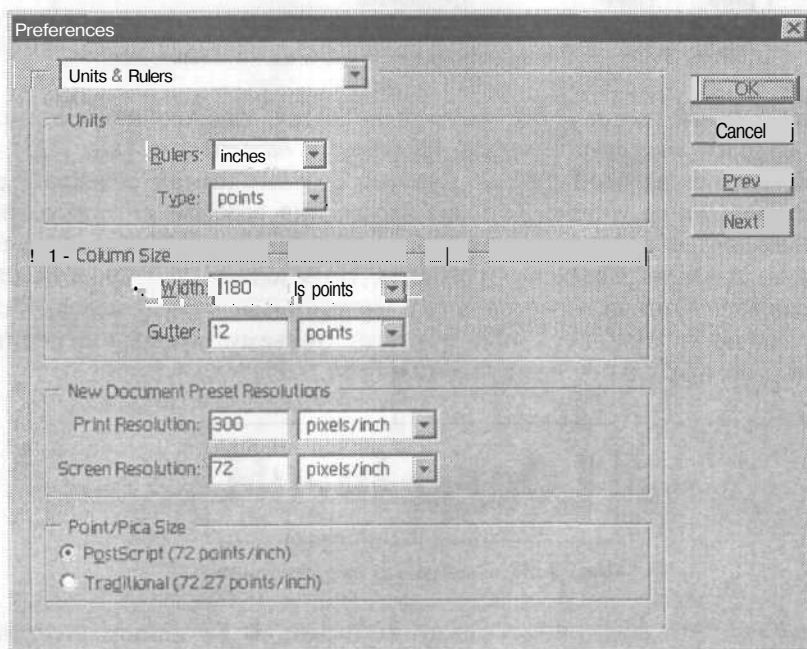 Preferences
Units & Rulers
OK
Cancel j
Prev i
Next
Units
Rulers: inches
Type: points
! 1 - Column Size | |
•. Width: |180 ls points
Gutter: 12 points
New Document Preset Resolutions
Print Resolution: 300 pixels/inch
Screen Resolution: 72 pixels/inch
Point/Pica Size
PostScript (72 points/inch)
Traditional (72.27 points/inch)